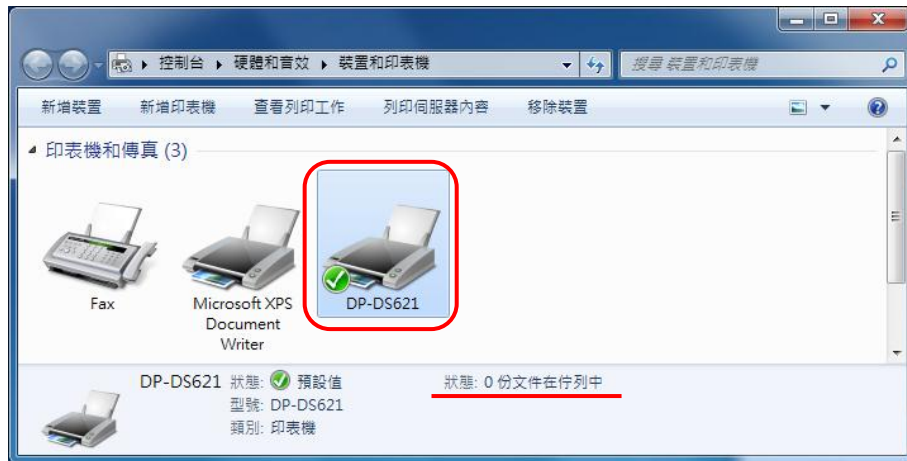 控制台 ▸ 硬體和音效 ▸ 裝置和印表機
搜尋 裝置和印表機
新增裝置 新增印表機 查看列印工作 列印伺服器內容 移除裝置
印表機和傳真 (3)
Fax
Microsoft XPS
Document
Writer
DP-DS621
DP-DS621 狀態: 預設值 狀態: 0 份文件在佇列中
型號: DP-DS621
類別: 印表機